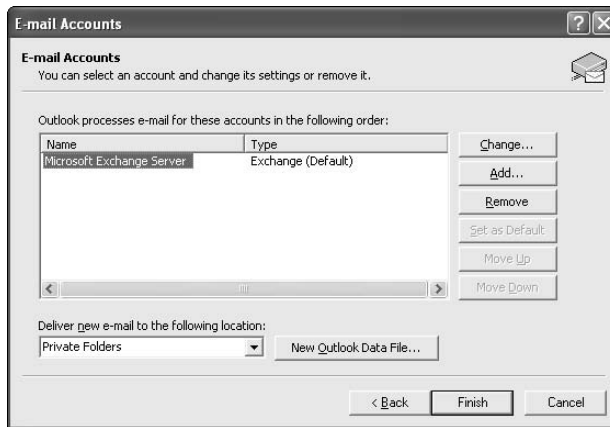 E-mail Accounts
E-mail Accounts
You can select an account and change its settings or remove it.
Outlook processes e-mail for these accounts in the following order:
Name Type
Microsoft Exchange Server Exchange (Default)
Change...
Add...
Remove
Set as Default
Move Up
Move Down
Deliver new e-mail to the following location:
Private Folders New Outlook Data File...
< Back Finish Cancel